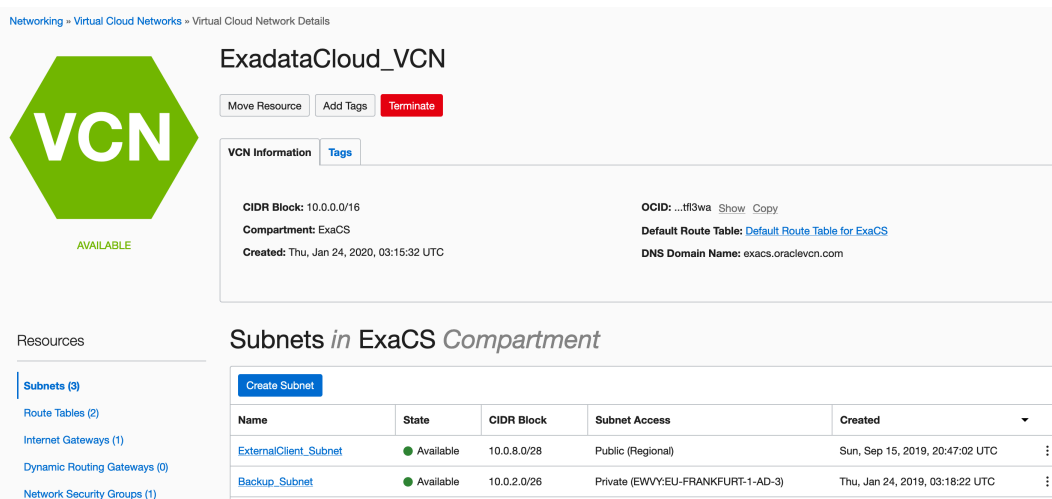 Networking » Virtual Cloud Networks » Virtual Cloud Network Details
VCN
AVAILABLE
ExadataCloud_VCN
Move Resource Add Tags Terminate
VCN Information Tags
CIDR Block: 10.0.0.0/16 OCID: ...tfl3wa Show Copy
Compartment: ExaCS Default Route Table: Default Route Table for ExaCS
Created: Thu, Jan 24, 2020, 03:15:32 UTC DNS Domain Name: exacs.oraclevcn.com
Resources
Subnets (3)
Route Tables (2)
Internet Gateways (1)
Dynamic Routing Gateways (0)
Network Security Groups (1)
Subnets in ExaCS Compartment
Create Subnet
Name State CIDR Block Subnet Access Created
ExternalClient_Subnet Available 10.0.8.0/28 Public (Regional) Sun, Sep 15, 2019, 20:47:02 UTC
Backup_Subnet Available 10.0.2.0/26 Private (EWVY:EU-FRANKFURT-1-AD-3) Thu, Jan 24, 2019, 03:18:22 UTC